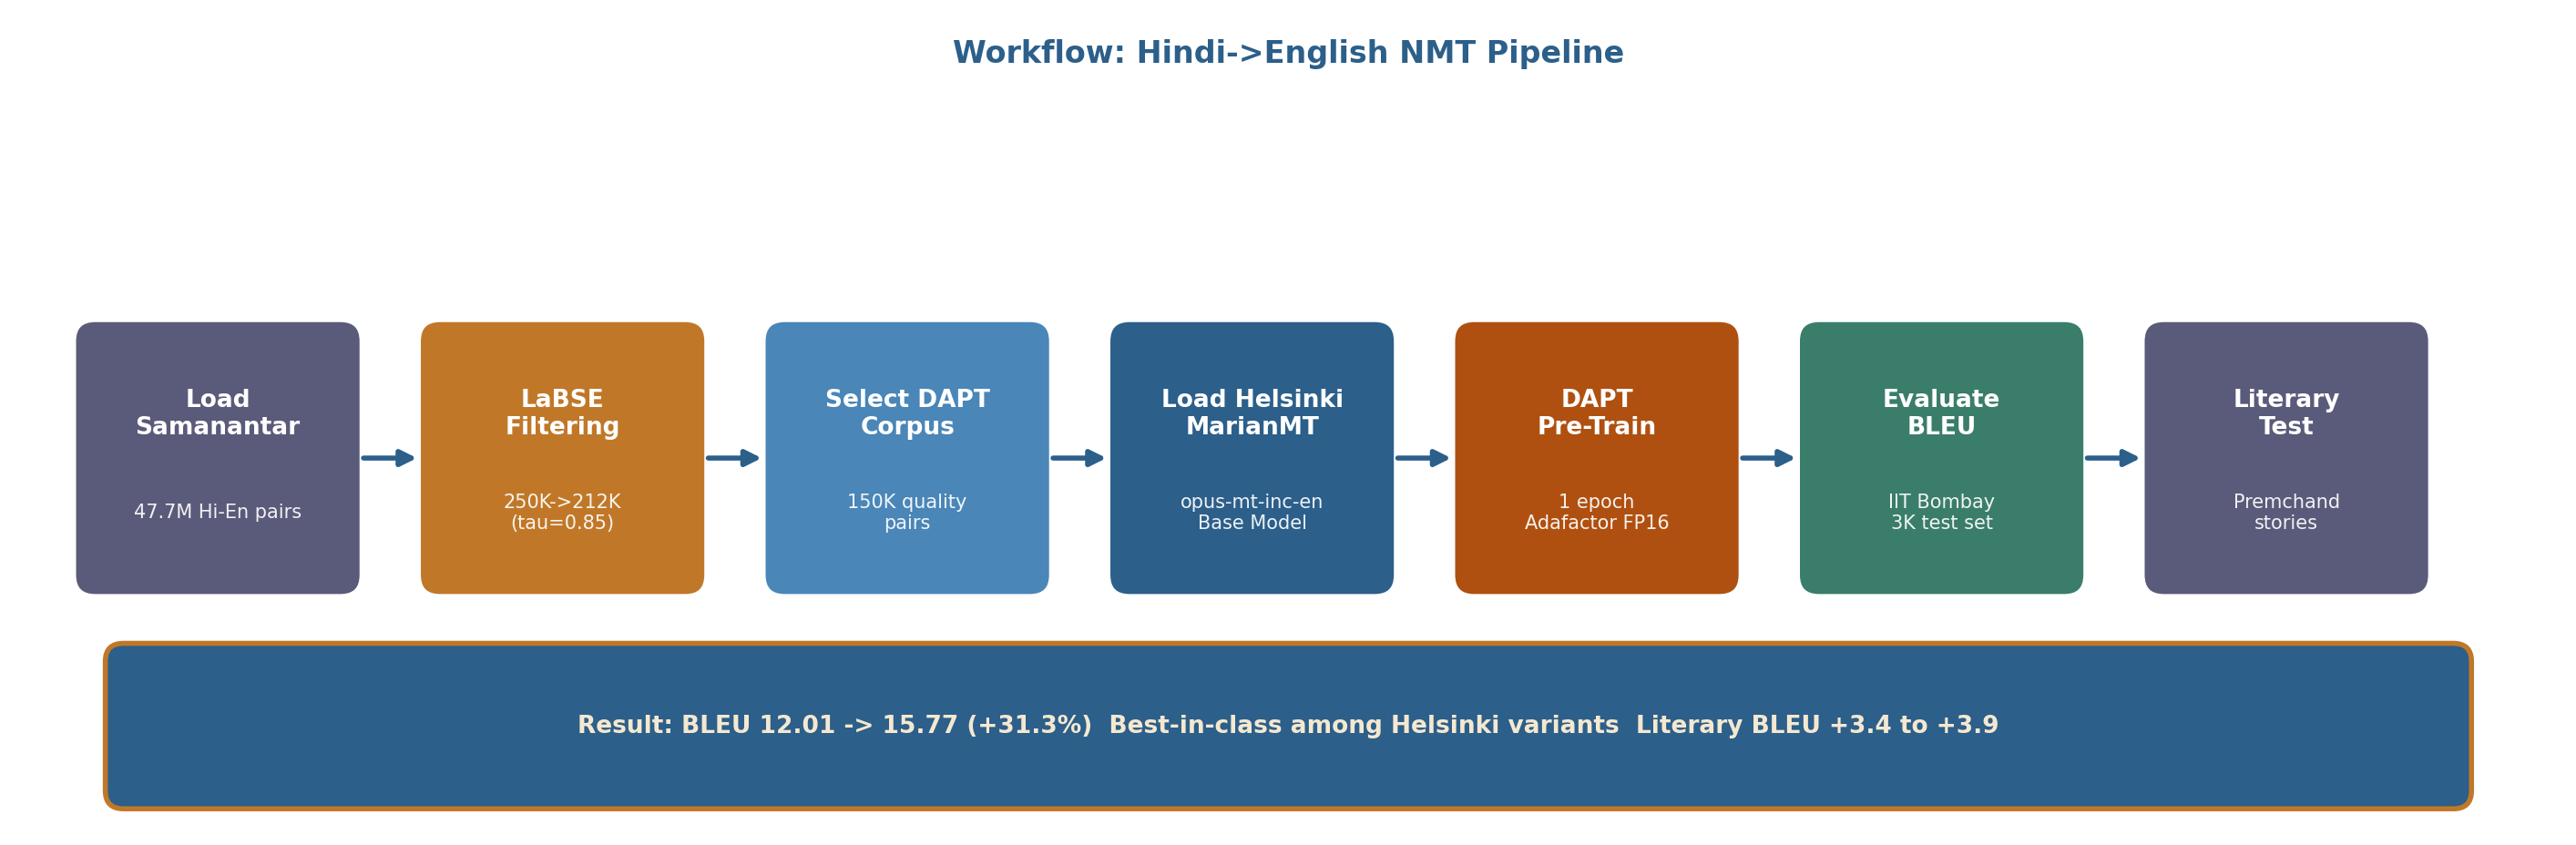 Workflow: Hindi->English NMT Pipeline
Load
Samanantar
47.7M Hi-En pairs
LaBSE
Filtering
250K->212K
(tau=0.85)
Select DAPT
Corpus
150K quality
pairs
Load Helsinki
MarianMT
opus-mt-inc-en
Base Model
DAPT
Pre-Train
1 epoch
Adafactor FP16
Evaluate
BLEU
IIT Bombay
3K test set
Literary
Test
Premchand
stories
Result: BLEU 12.01 -> 15.77 (+31.3%)  Best-in-class among Helsinki variants  Literary BLEU +3.4 to +3.9